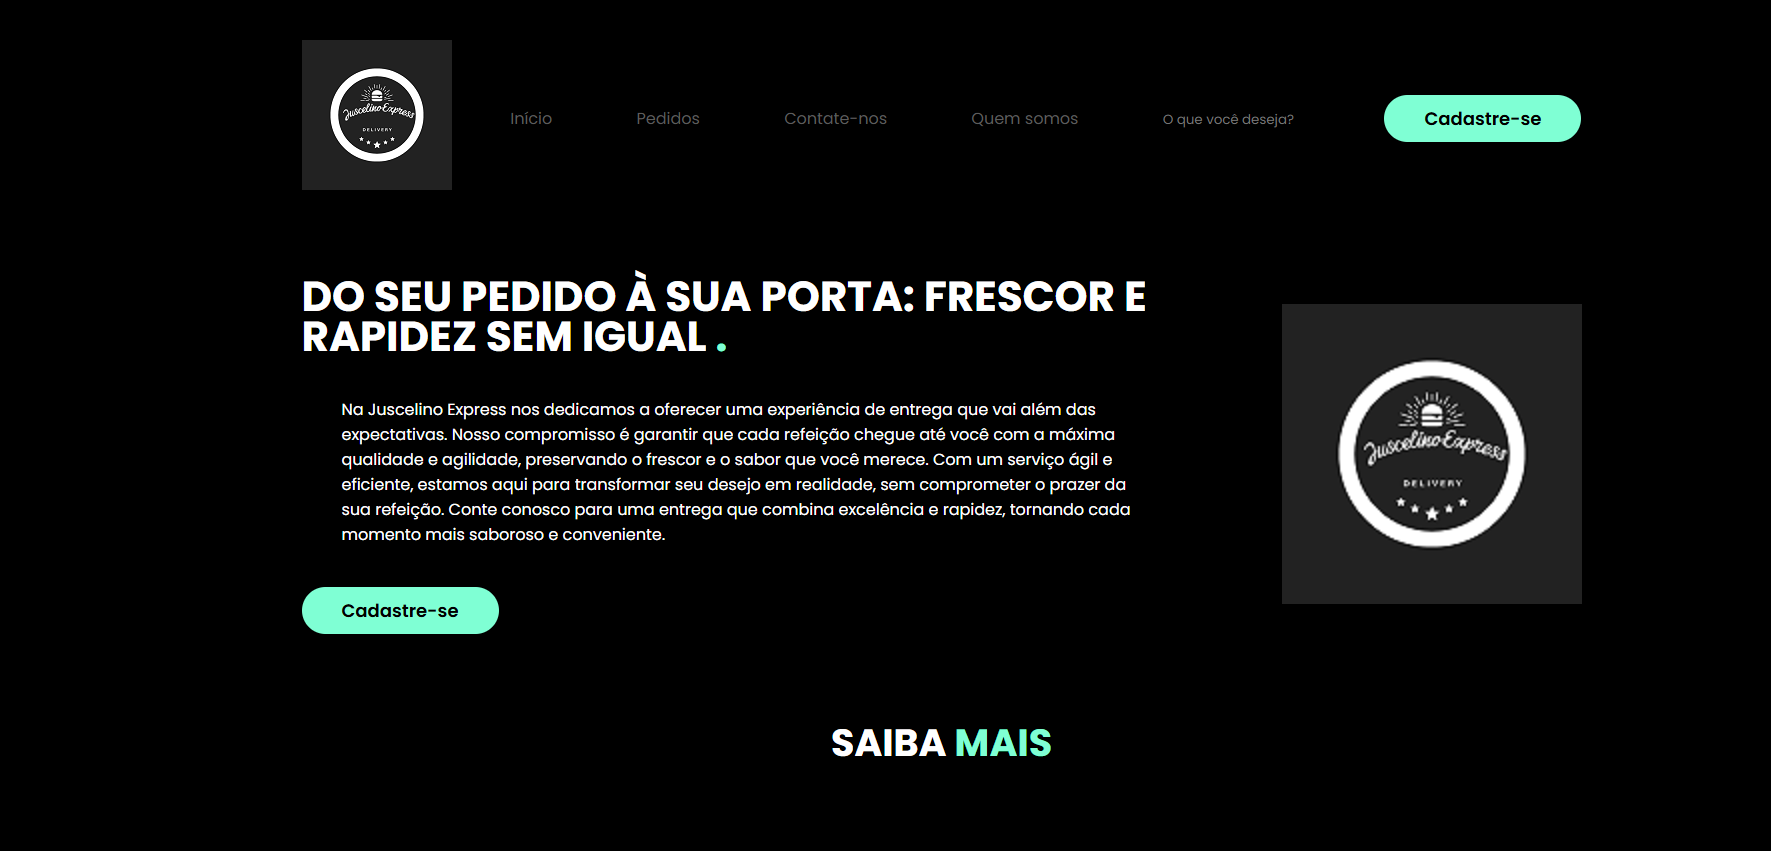 Juscelino Express
DELIVERY
Início Pedidos Contate-nos Quem somos O que você deseja? Cadastre-se
DO SEU PEDIDO À SUA PORTA: FRESCOR E
RAPIDEZ SEM IGUAL .
Na Juscelino Express nos dedicamos a oferecer uma experiência de entrega que vai além das
expectativas. Nosso compromisso é garantir que cada refeição chegue até você com a máxima
qualidade e agilidade, preservando o frescor e o sabor que você merece. Com um serviço ágil e
eficiente, estamos aqui para transformar seu desejo em realidade, sem comprometer o prazer da
sua refeição. Conte conosco para uma entrega que combina excelência e rapidez, tornando cada
momento mais saboroso e conveniente.
Cadastre-se
Juscelino Express
DELIVERY
SAIBA MAIS